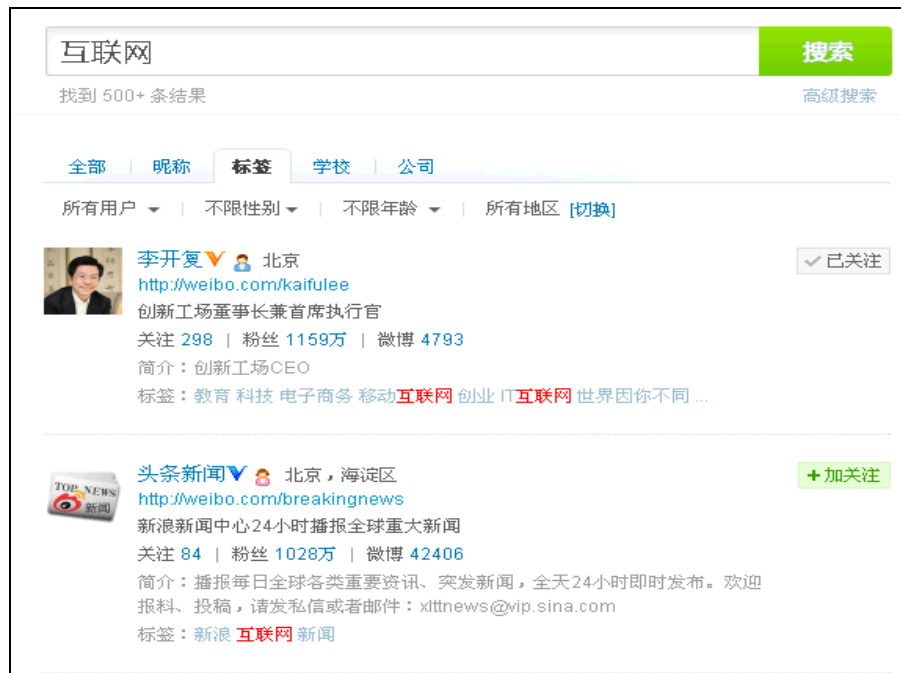 互联网 搜索
找到 500+ 条结果 高级搜索
全部 | 昵称 标签 学校 | 公司
所有用户 | 不限性别 | 不限年龄 | 所有地区 [切换]
李开复 北京 已关注
http://weibo.com/kaifulee
创新工场董事长兼首席执行官
关注 298 | 粉丝 1159万 | 微博 4793
简介：创新工场CEO
标签：教育 科技 电子商务 移动互联网 创业 IT互联网 世界因你不同 ...
TOP NEWS
新闻
头条新闻 北京，海淀区 +加关注
http://weibo.com/breakingnews
新浪新闻中心24小时播报全球重大新闻
关注 84 | 粉丝 1028万 | 微博 42406
简介：播报每日全球各类重要资讯、突发新闻，全天24小时即时发布。欢迎
报料、投稿，请发私信或者邮件：xlttnews@vip.sina.com
标签：新浪 互联网 新闻